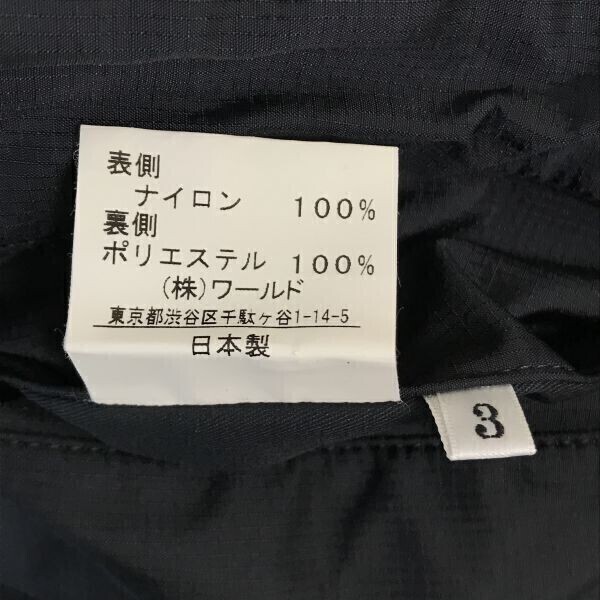 表側
ナイロン 100%
裏側
ポリエステル 100%
(株)ワールド
東京都渋谷区千駄ヶ谷1-14-5
日本製
3